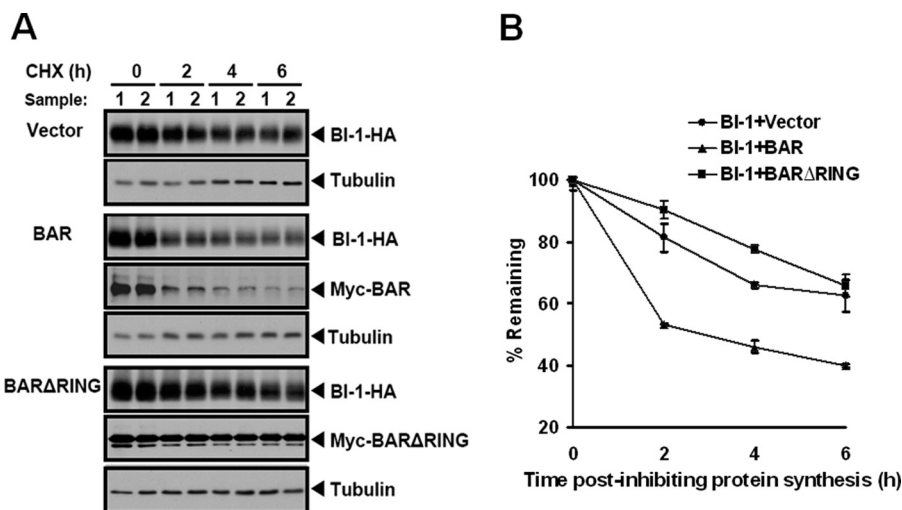 A
CHX (h) 0 2 4 6
Sample: 1 2 1 2 1 2 1 2
Vector
BI-1-HA
Tubulin
BAR
BI-1-HA
Myc-BAR
Tubulin
BARΔRING
BI-1-HA
Myc-BARΔRING
Tubulin
B
BI-1+Vector
BI-1+BAR
BI-1+BARΔRING
% Remaining
100
80
60
40
20
0 2 4 6
Time post-inhibiting protein synthesis (h)